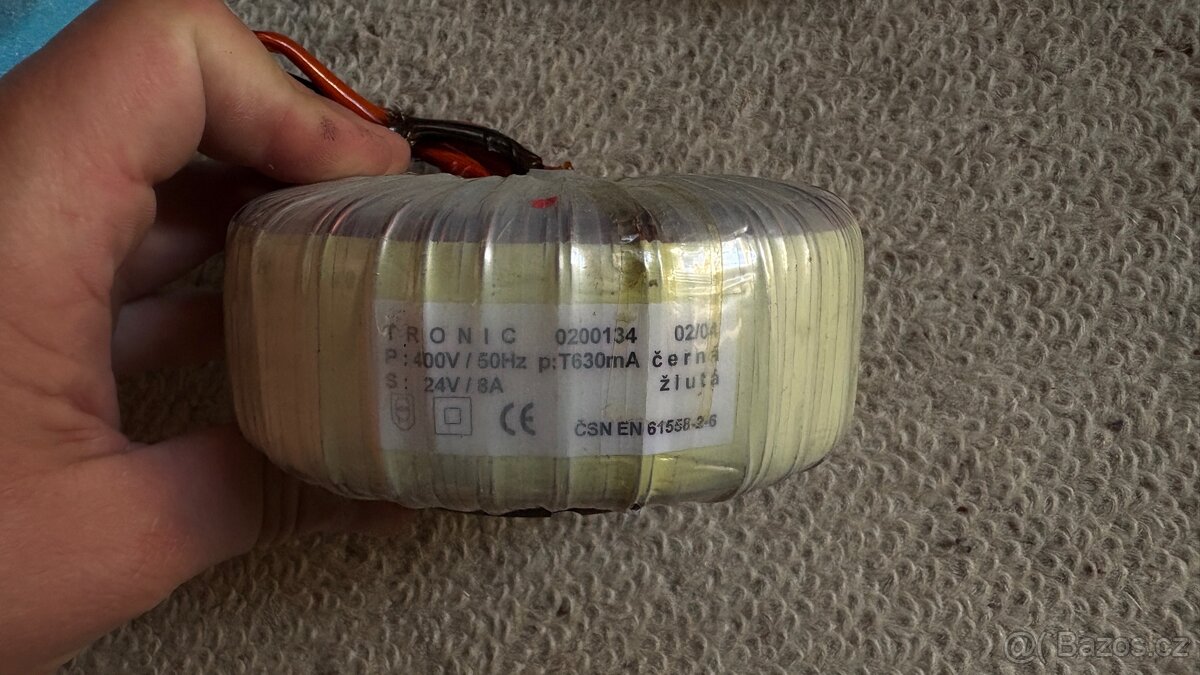 TRONIC 0200134 02/04
P: 400V / 50Hz p:T630mA černá
S: 24V / 8A žlutá
CE ČSN EN 61558-2-6
Bazos.cz